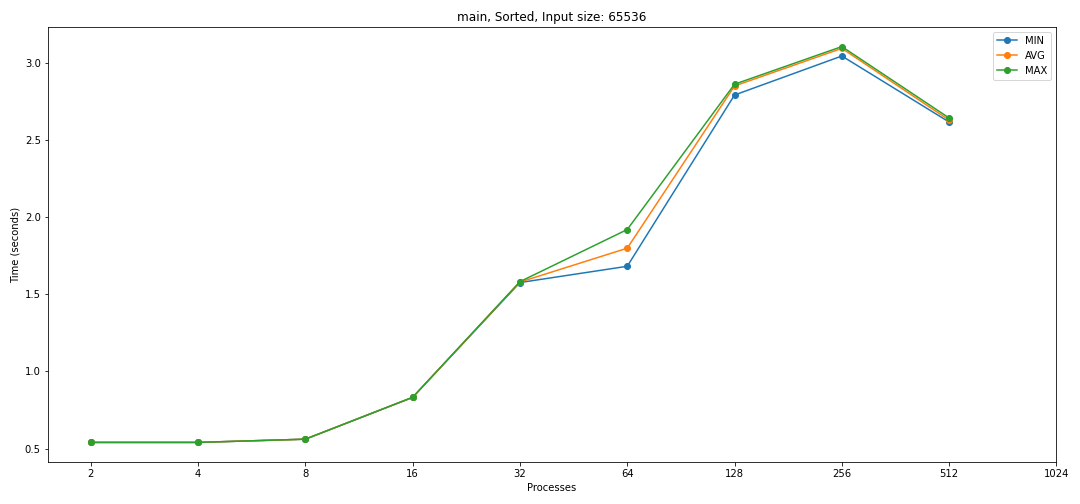 main, Sorted, Input size: 65536
MIN
AVG
MAX
Time (seconds)
3.0
2.5
2.0
1.5
1.0
0.5
2 4 8 16 32 64 128 256 512 1024
Processes